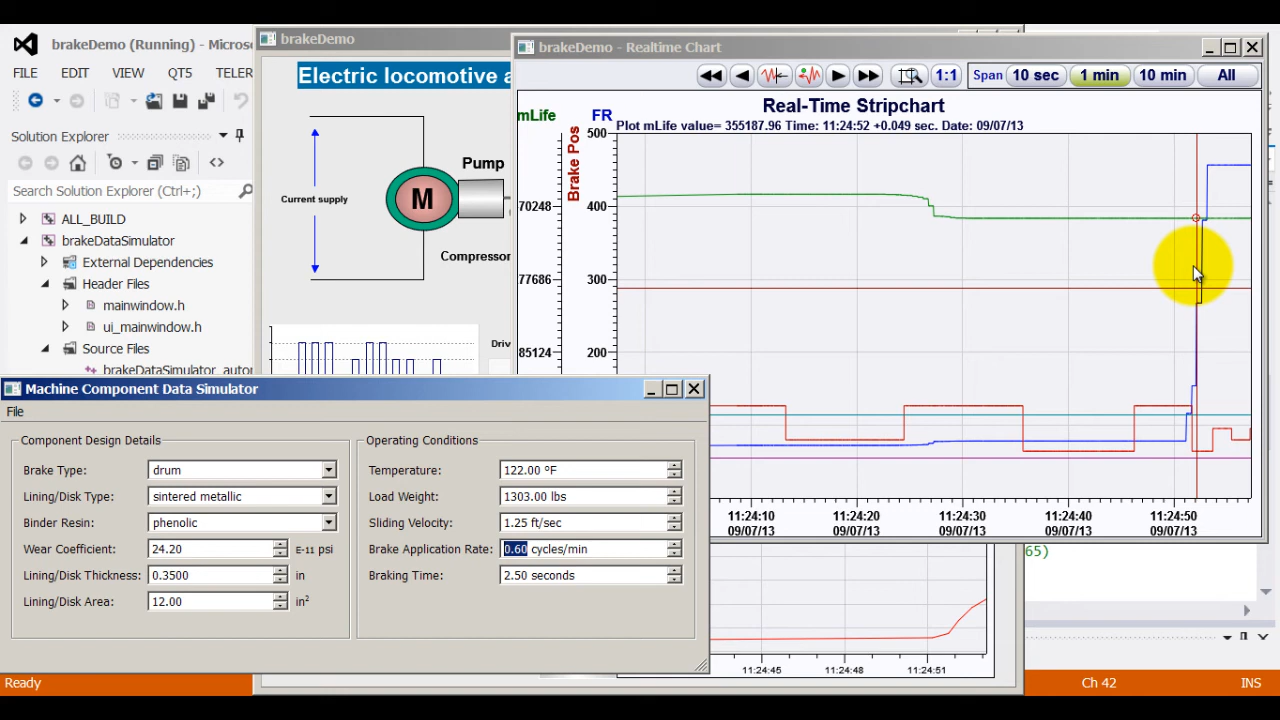 brakeDemo (Running) - Microso
FILE EDIT VIEW QT5 TELER
Solution Explorer
Search Solution Explorer (Ctrl+;)
ALL_BUILD
brakeDataSimulator
External Dependencies
Header Files
mainwindow.h
ui_mainwindow.h
Source Files
brakeDataSimulator_auto
brakeDemo
Electric locomotive a
Current supply
M
Pump
Compressor
Driv
brakeDemo - Realtime Chart
1:1 Span 10 sec 1 min 10 min All
Real-Time Stripchart
Plot mLife value= 355187.96 Time: 11:24:52 +0.049 sec. Date: 09/07/13
mLife FR
Brake Pos
500
70248 400
77686 300
85124 200
11:24:10 11:24:20 11:24:30 11:24:40 11:24:50
09/07/13 09/07/13 09/07/13 09/07/13 09/07/13
Machine Component Data Simulator
File
Component Design Details
Brake Type: drum
Lining/Disk Type: sintered metallic
Binder Resin: phenolic
Wear Coefficient: 24.20 E-11 psi
Lining/Disk Thickness: 0.3500 in
Lining/Disk Area: 12.00 in²
Operating Conditions
Temperature: 122.00 ºF
Load Weight: 1303.00 lbs
Sliding Velocity: 1.25 ft/sec
Brake Application Rate: 0.60 cycles/min
Braking Time: 2.50 seconds
65)
11:24:45 11:24:48 11:24:51
Ready Ch 42 INS